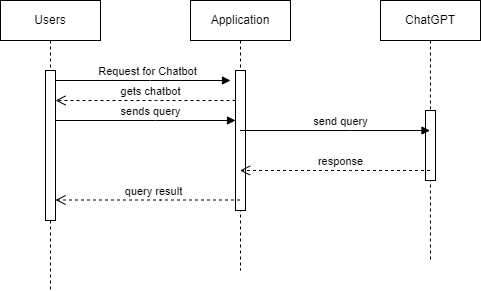 Users
Application
ChatGPT
Request for Chatbot
gets chatbot
sends query
send query
response
query result